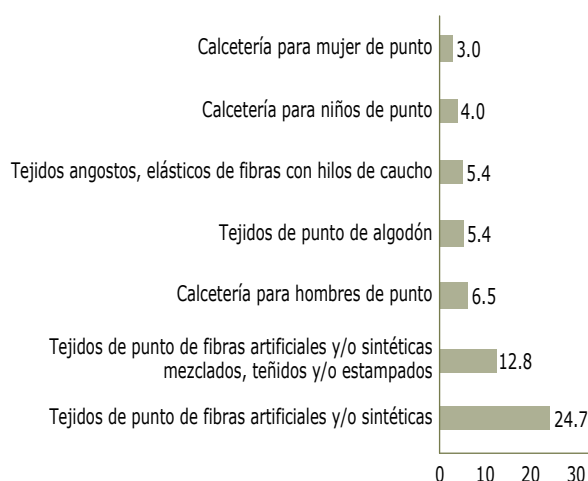 Calcetería para mujer de punto 3.0
Calcetería para niños de punto 4.0
Tejidos angostos, elásticos de fibras con hilos de caucho 5.4
Tejidos de punto de algodón 5.4
Calcetería para hombres de punto 6.5
Tejidos de punto de fibras artificiales y/o sintéticas
mezclados, teñidos y/o estampados 12.8
Tejidos de punto de fibras artificiales y/o sintéticas 24.7
0 10 20 30